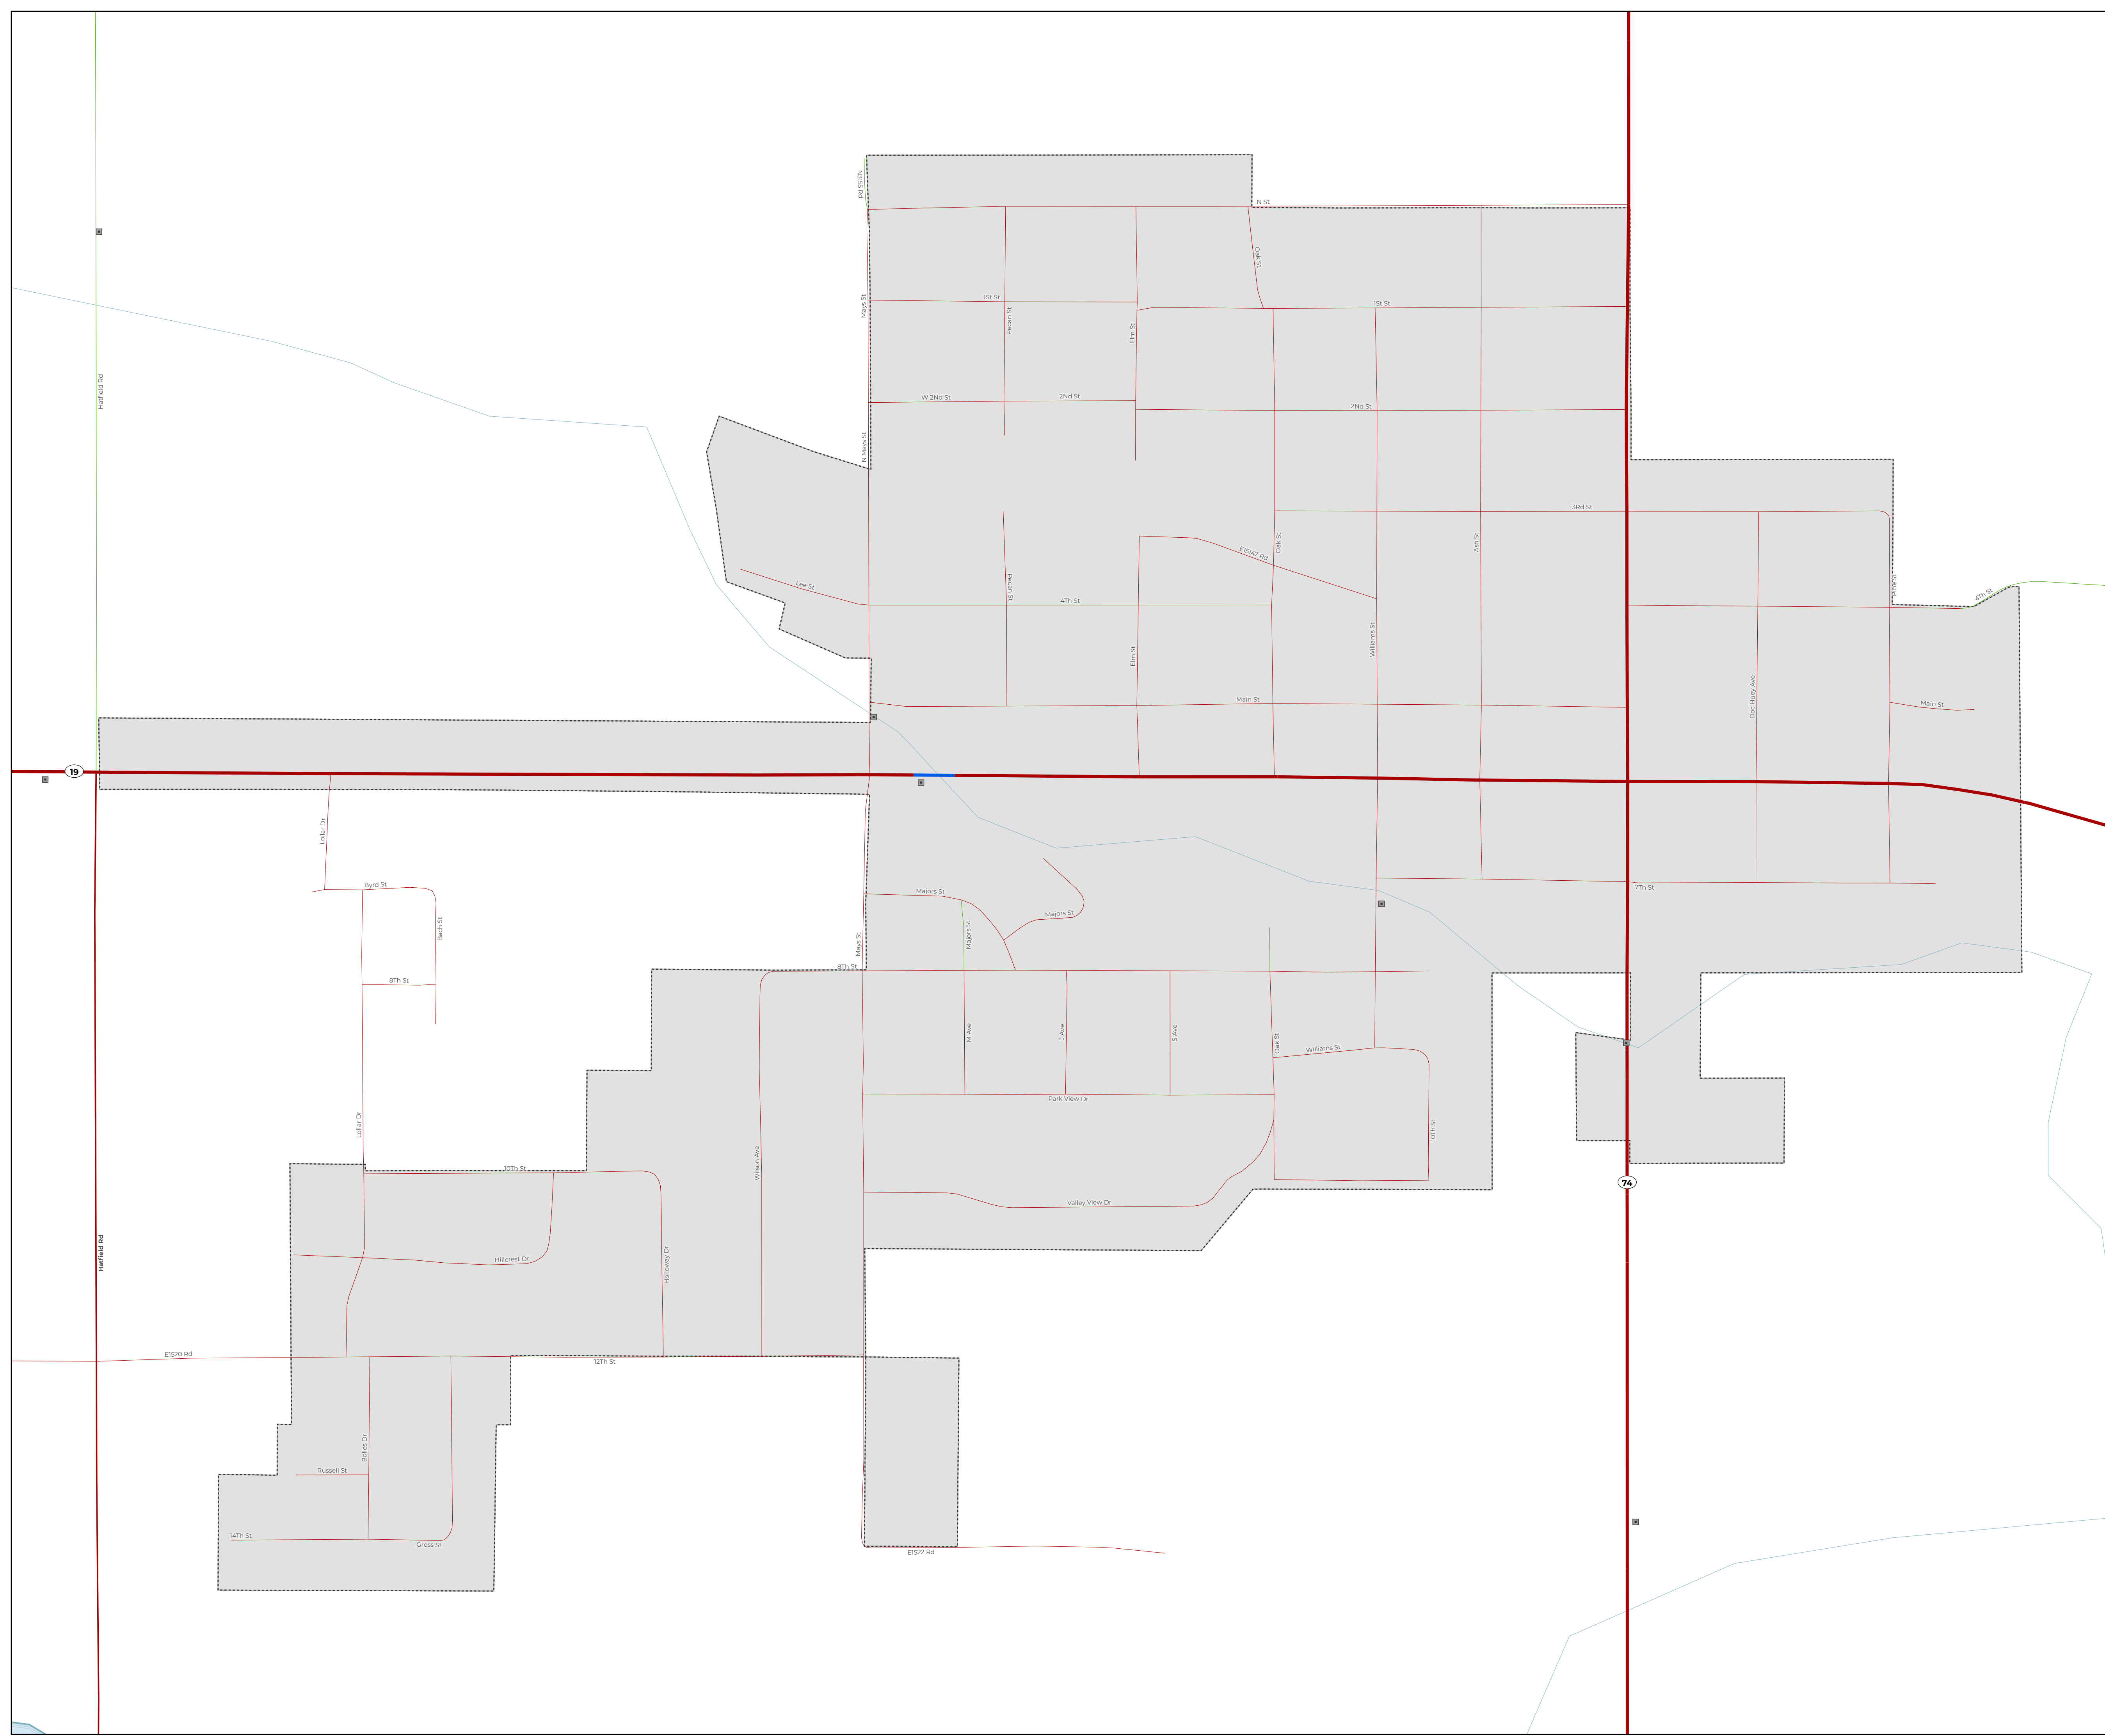 N3155 Rd
N St
Oak St
Mays St
1St St
1St St
Pecan St
Elm St
Hatfield Rd
W 2Nd St
2Nd St
2Nd St
N Mays St
3Rd St
Oak St
Ash St
E1S147 Rd
Lee St
Pecan St
4Th St
4Th St
Williams St
Elm St
Doc Huey Ave
Main St
Main St
19
Lollar Dr
Byrd St
Bach St
Majors St
Majors St
Majors St
Mays St
7Th St
8Th St
8Th St
M Ave
J Ave
S Ave
Oak St
Williams St
Park View Dr
10Th St
Lollar Dr
Wilson Ave
10Th St
74
Valley View Dr
Hatfield Rd
Hillcrest Dr
Holloway Dr
E1520 Rd
12Th St
Bolles Dr
Russell St
14Th St
Gross St
E1522 Rd